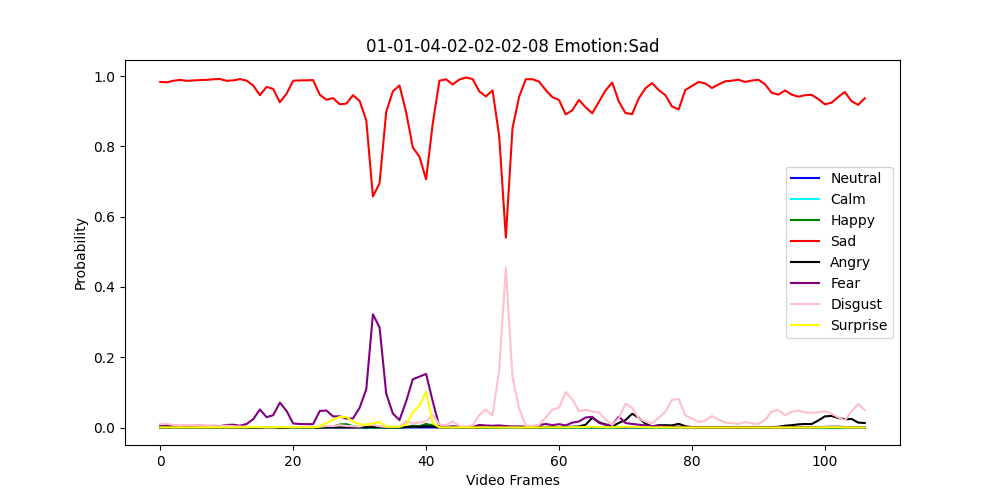 01-01-04-02-02-02-08 Emotion:Sad
1.0
0.8
0.6
0.4
0.2
0.0
Probability
Neutral
Calm
Happy
Sad
Angry
Fear
Disgust
Surprise
0 20 40 60 80 100
Video Frames